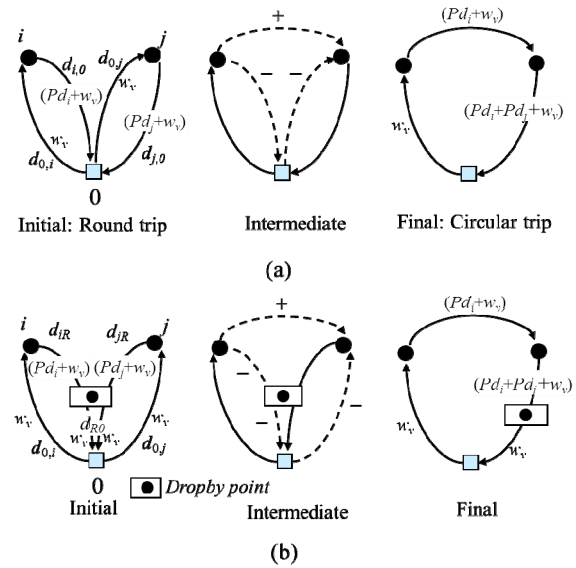 i
j
d_{i,0}
d_{0,j}
w_v
(Pd_i+w_v)
(Pd_j+w_v)
w_v
d_{0,i}
d_{j,0}
0
Initial: Round trip
+
− −
Intermediate
(Pd_i+w_v)
(Pd_i+Pd_j+w_v)
w_v
Final: Circular trip
(a)
i
j
d_{iR}
d_{jR}
(Pd_i+w_v) (Pd_j+w_v)
d_{R0}
w_v w_v w_v w_v
d_{0,i} d_{0,j}
0
Initial
Dropby point
+
−
− −
Intermediate
(Pd_i+w_v)
(Pd_i+Pd_j+w_v)
w_v
w_v
Final
(b)